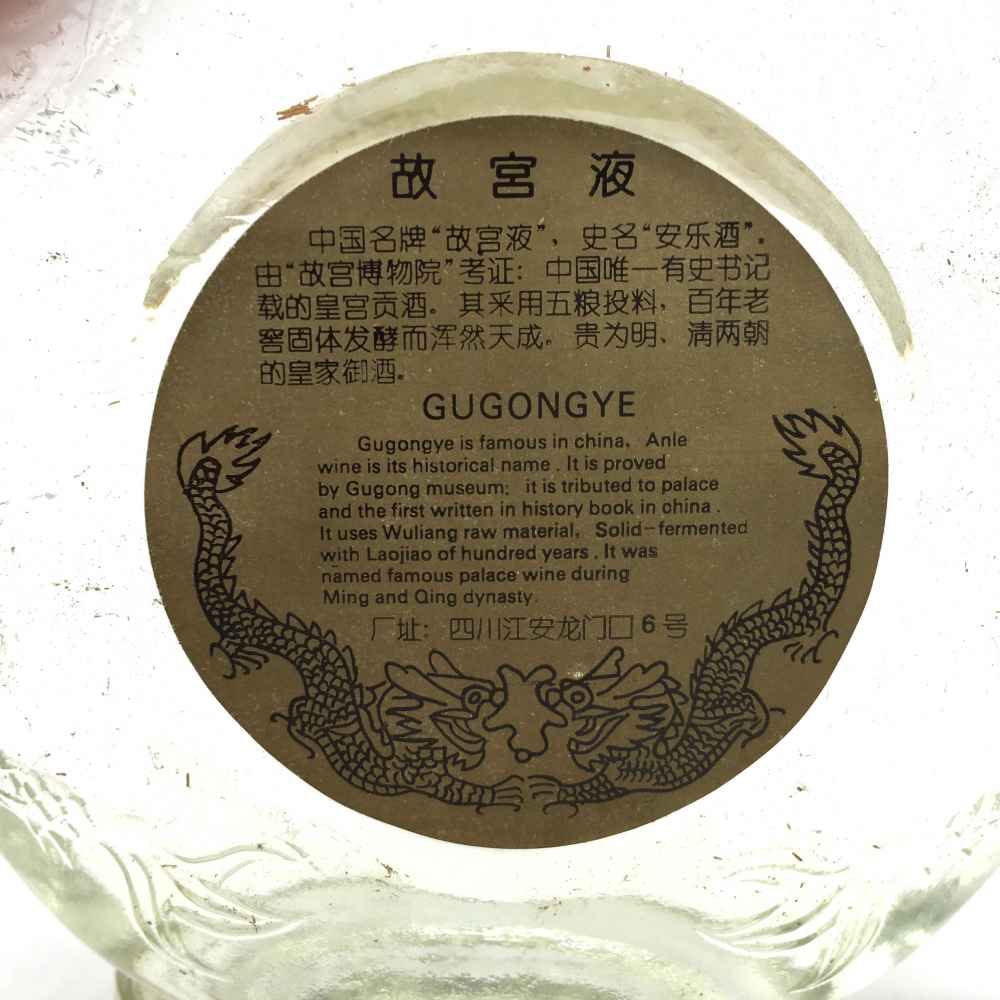 故宫液
中国名牌“故宫液”，史名“安乐酒”。
由“故宫博物院”考证：中国唯一有史书记
载的皇宫贡酒。其采用五粮投料，百年老
窖固体发酵而浑然天成。贵为明、清两朝
的皇家御酒。
GUGONGYE
Gugongye is famous in china, Anle
wine is its historical name . It is proved
by Gugong museum: it is tributed to palace
and the first written in history book in ohina .
It uses Wuliang raw material, Solid-fermented
with Laojiao of hundred years . It was
named famous palace wine during
Ming and Qing dynasty.
厂址：四川江安龙门口6号